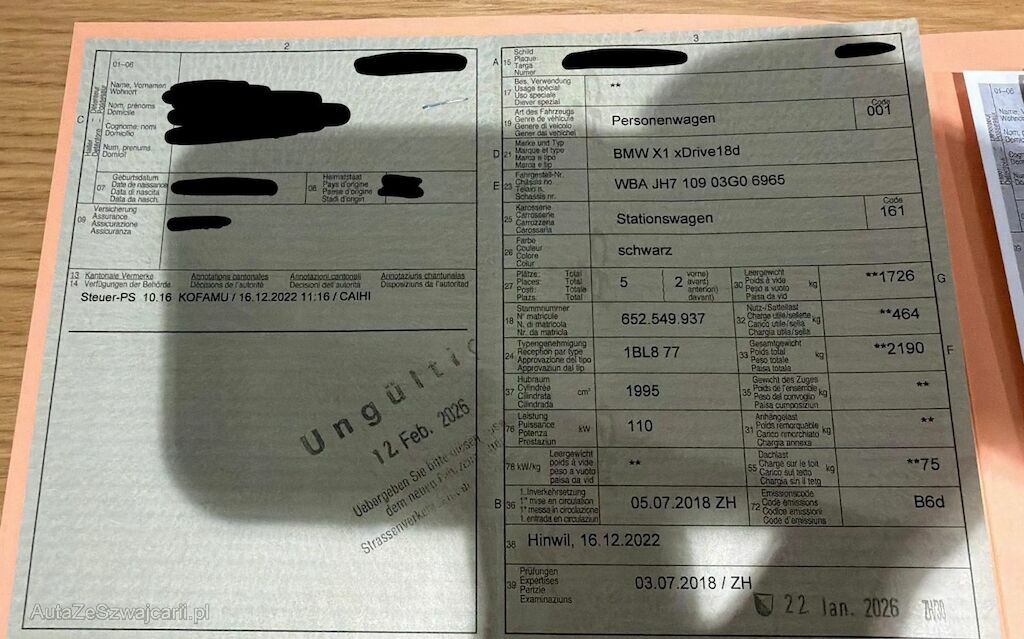 2
01-06
Name, Vornamen
Wohnort
Nom, prénoms
Domicile
Cognome, nomi
Domicilio
Num, prenums
Domicil
C
07
Geburtsdatum
Date de naissance
Data di nascita
Data da nasch.
08
Heimatstaat
Pays d'origine
Paese d'origine
Stadi d'origin
09
Versicherung
Assurance
Assicurazione
Assicuranza
13 Kantonale Vermerke Annotations cantonales Annotazioni cantonali Annotaziuns chantunalas
14 Verfügungen der Behörde Décisions de l'autorité Decisioni dell'autorità Disposiziuns da l'autoritad
Steuer-PS 10.16 KOFAMU / 16.12.2022 11:16 / CAIHI
Ungültig
12 Feb. 2026
Uebergeben Sie bitte diesen
dem neuen
Strassenverkehrs
3
A 15 Schild
Plaque
Targa
Numer
17 Bes. Verwendung
Usage spécial
Uso speciale
Diever spezial
**
19 Art des Fahrzeugs
Genre de véhicule
Genere di veicolo
Gener dal vehichel
Personenwagen
Code
001
D 21 Marke und Typ
Marque et type
Marca e tipo
Marca e tip
BMW X1 xDrive18d
E 23 Fahrgestell-Nr.
Châssis no
Telaio n.
Schassis nr.
WBA JH7 109 03G0 6965
25 Karosserie
Carrosserie
Carrozzeria
Carossaria
Stationswagen
Code
161
26 Farbe
Couleur
Colore
Colur
schwarz
27 Plätze: Total
Places: Total
Posti: Totale
Plazs: Total
5 2
vorne)
avant)
anteriori)
davant)
30 Leergewicht
Poids à vide
Peso a vuoto
Paisa da vid
kg
**1726
G
18 Stammnummer
N° matricule
N. di matricola
Nr. da matricla
652.549.937
32 Nutz-/Sattellast
Charge utile/sellette
Carico utile/sella
Chargia utila/sella
kg
**464
24 Typengenehmigung
Réception par type
Approvazione del tipo
Approvaziun dal tip
1BL8 77
33 Gesamtgewicht
Poids total
Peso totale
Paisa totala
kg
**2190
F
37 Hubraum
Cylindrée
Cilindrata
Cilindrada
cm³
1995
35 Gewicht des Zuges
Poids de l'ensemble
Peso del convoglio
Paisa cumposiziun
kg
**
76 Leistung
Puissance
Potenza
Prestaziun
kW
110
31 Anhängelast
Poids remorquable
Carico rimorchiato
Chargia annexa
kg
**
78 kW/kg
Leergewicht
poids à vide
peso a vuoto
paisa da vid
**
55 Dachlast
Charge sur le toit
Carico sul tetto
Chargia sin il tetg
kg
**75
B 36 1. Inverkehrsetzung
1re mise en circulation
1a messa in circolazione
1. entrada en circulaziun
05.07.2018 ZH
72 Emissionscode
Code émissions
Codice emissioni
Code d'emissiuns
B6d
38
Hinwil, 16.12.2022
39 Prüfungen
Expertises
Perizie
Examinaziuns
03.07.2018 / ZH
22 Jan. 2026
01-06
AutaZeSzwajcarii.pl